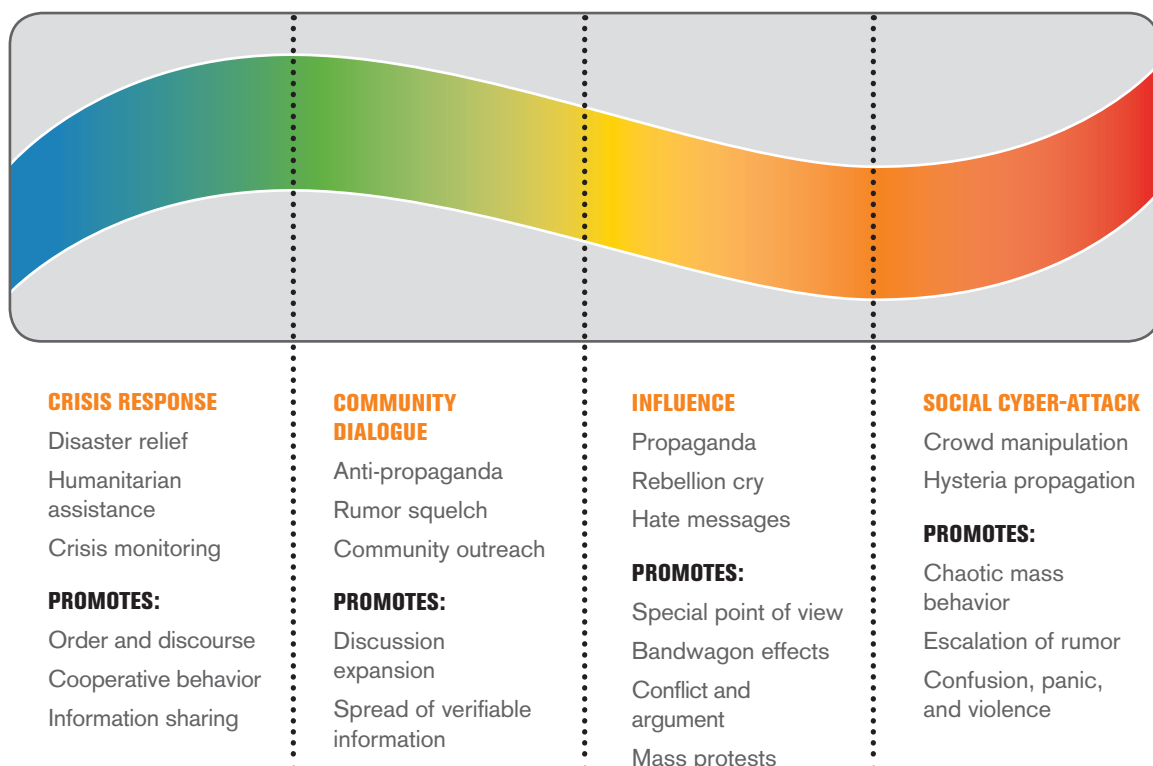 CRISIS RESPONSE
Disaster relief
Humanitarian
assistance
Crisis monitoring
PROMOTES:
Order and discourse
Cooperative behavior
Information sharing
COMMUNITY
DIALOGUE
Anti-propaganda
Rumor squelch
Community outreach
PROMOTES:
Discussion
expansion
Spread of verifiable
information
INFLUENCE
Propaganda
Rebellion cry
Hate messages
PROMOTES:
Special point of view
Bandwagon effects
Conflict and
argument
Mass protests
SOCIAL CYBER-ATTACK
Crowd manipulation
Hysteria propagation
PROMOTES:
Chaotic mass
behavior
Escalation of rumor
Confusion, panic,
and violence